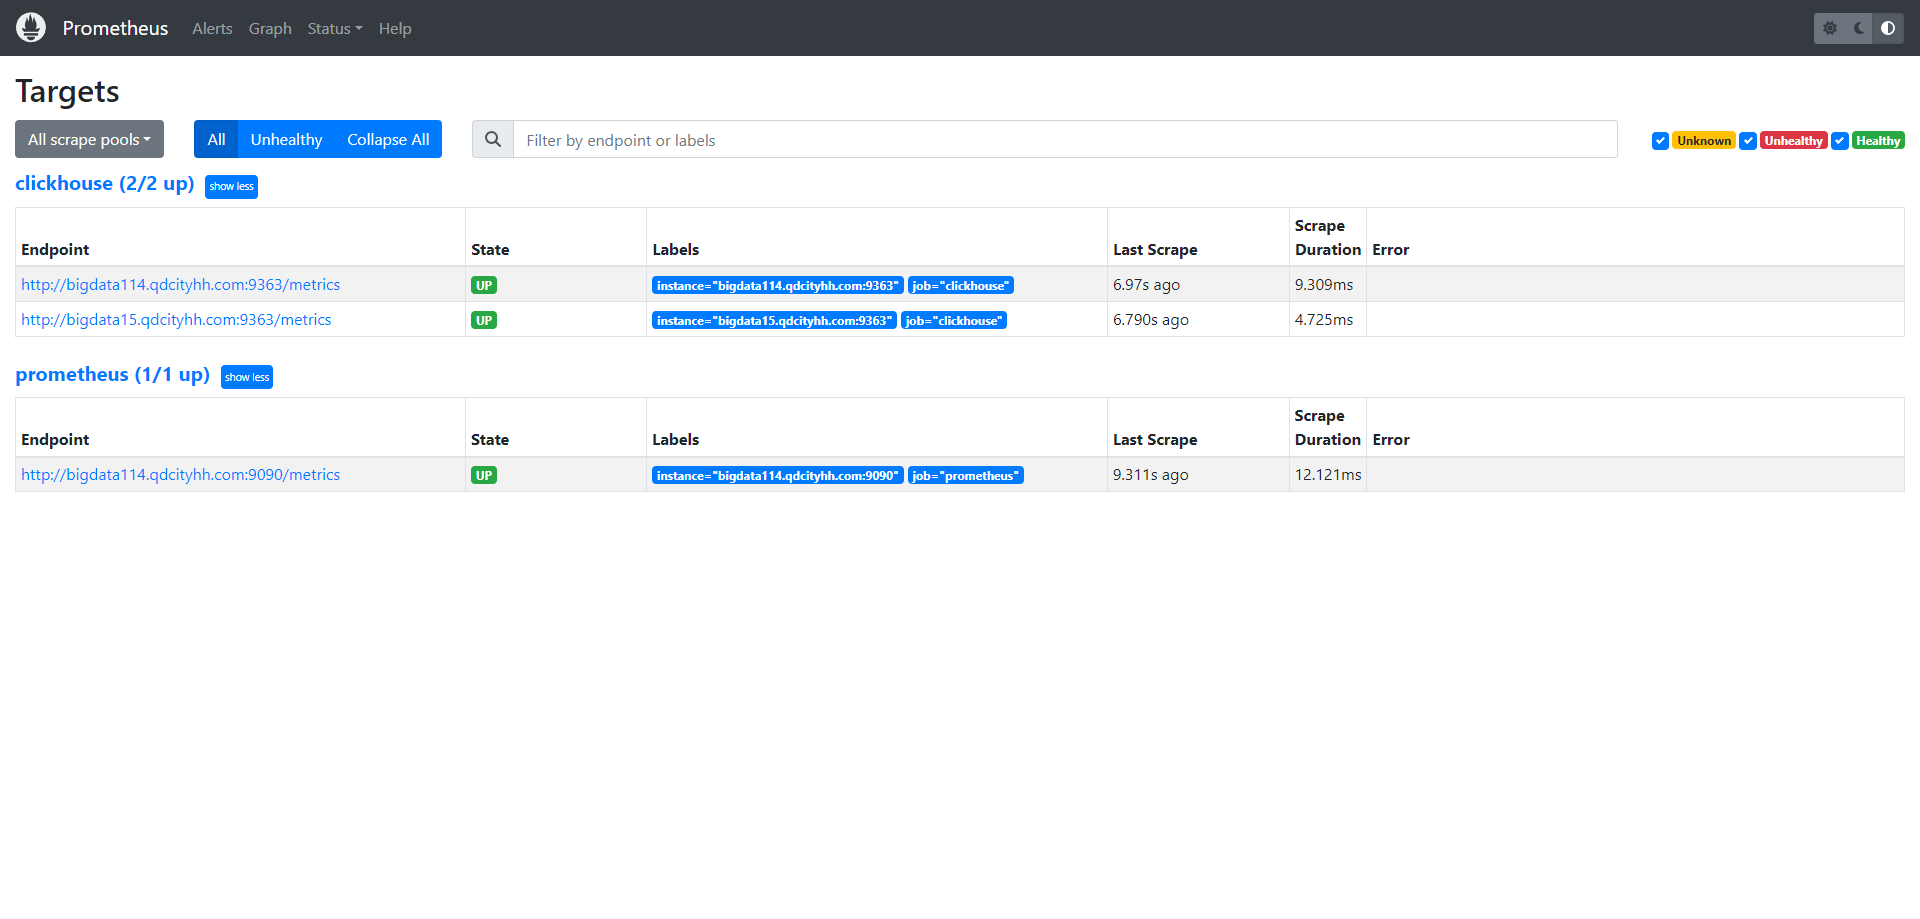 Prometheus Alerts Graph Status Help
Targets
All scrape pools All Unhealthy Collapse All Filter by endpoint or labels Unknown Unhealthy Healthy
clickhouse (2/2 up) show less
Endpoint State Labels Last Scrape Scrape Duration Error
http://bigdata114.qdcityhh.com:9363/metrics UP instance="bigdata114.qdcityhh.com:9363" job="clickhouse" 6.97s ago 9.309ms
http://bigdata15.qdcityhh.com:9363/metrics UP instance="bigdata15.qdcityhh.com:9363" job="clickhouse" 6.790s ago 4.725ms
prometheus (1/1 up) show less
Endpoint State Labels Last Scrape Scrape Duration Error
http://bigdata114.qdcityhh.com:9090/metrics UP instance="bigdata114.qdcityhh.com:9090" job="prometheus" 9.311s ago 12.121ms